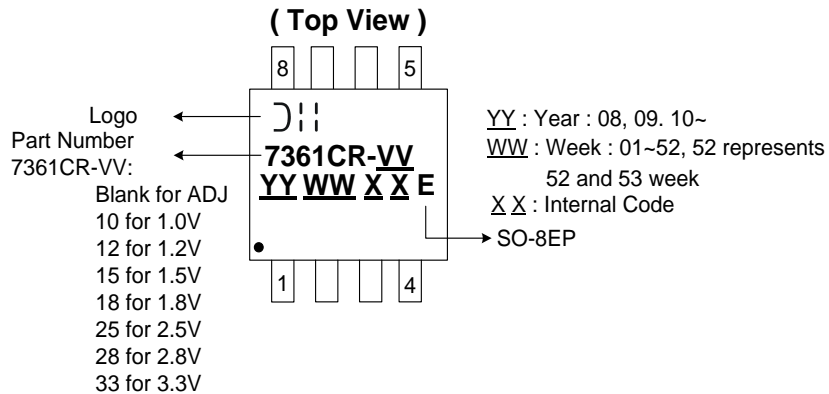 ( Top View )
8 5
Logo
Part Number
7361CR-VV:
Blank for ADJ
10 for 1.0V
12 for 1.2V
15 for 1.5V
18 for 1.8V
25 for 2.5V
28 for 2.8V
33 for 3.3V
7361CR-VV
YY WW X X E
1 4
YY : Year : 08, 09. 10~
WW : Week : 01~52, 52 represents
52 and 53 week
X X : Internal Code
SO-8EP